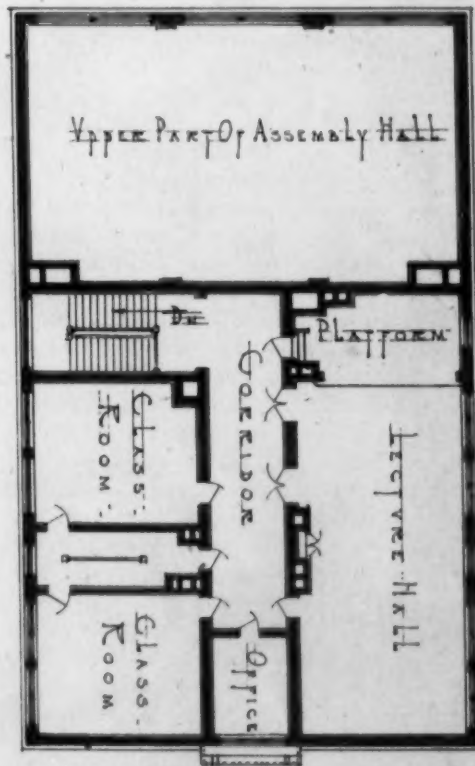 Upper Part Of Assembly Hall
Dn
Platform
Corridor
Class.
Room.
Lecture Hall
Class.
Room
Office